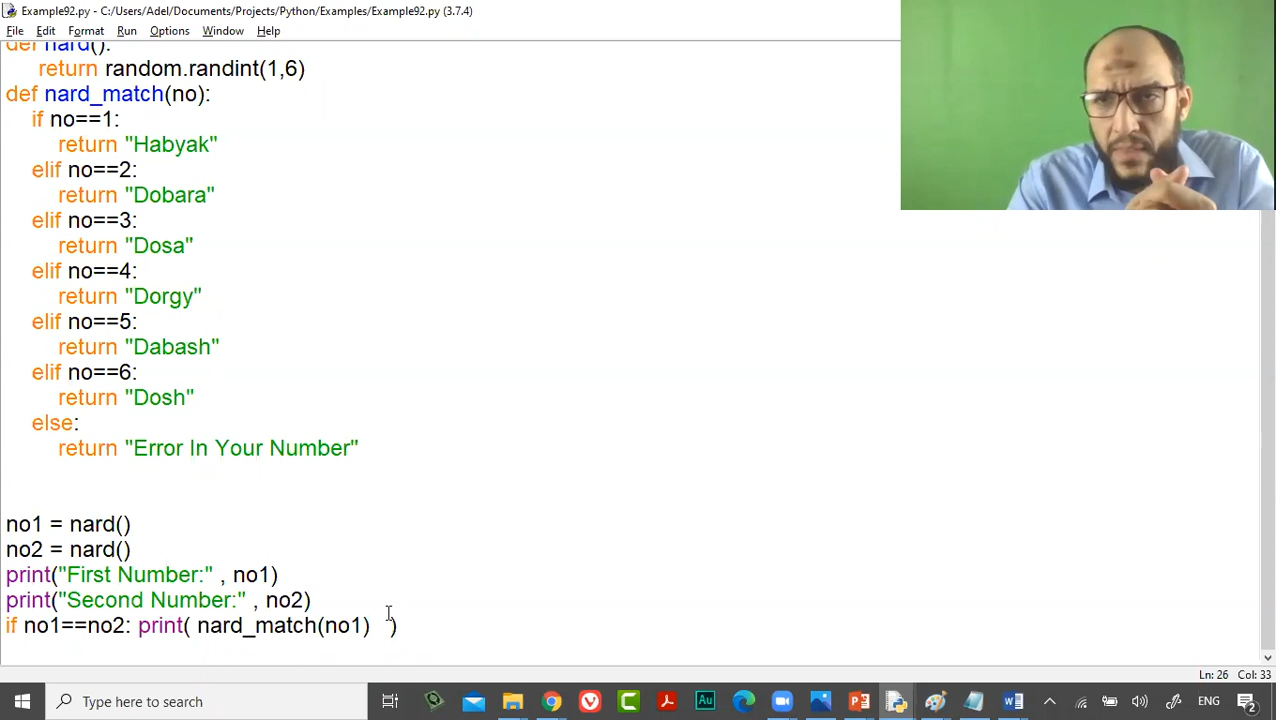 Example92.py - C:/Users/Adel/Documents/Projects/Python/Examples/Example92.py (3.7.4)
File Edit Format Run Options Window Help
def nard():
return random.randint(1,6)
def nard_match(no):
if no==1:
return "Habyak"
elif no==2:
return "Dobara"
elif no==3:
return "Dosa"
elif no==4:
return "Dorgy"
elif no==5:
return "Dabash"
elif no==6:
return "Dosh"
else:
return "Error In Your Number"
no1 = nard()
no2 = nard()
print("First Number:" , no1)
print("Second Number:" , no2)
if no1==no2: print( nard_match(no1) )
Ln: 26 Col: 33
Type here to search
ENG
2